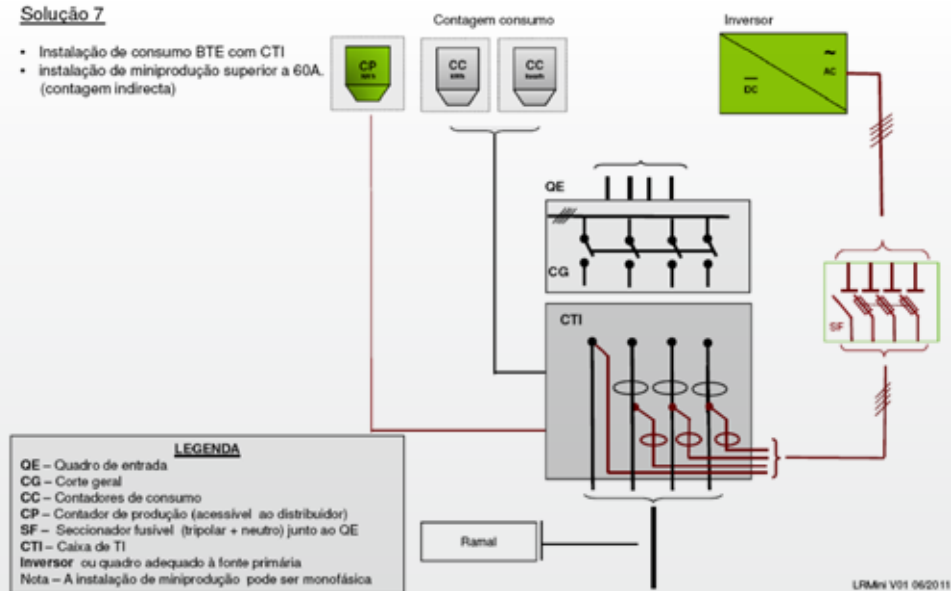 Solução 7
• Instalação de consumo BTE com CTI
• instalação de miniprodução superior a 60A.
(contagem indirecta)
Contagem consumo
Inversor
CP
CC
kWh
CC
~
AC
DC
QE
CG
CTI
SF
LEGENDA
QE – Quadro de entrada
CG – Corte geral
CC – Contadores de consumo
CP – Contador de produção (acessível ao distribuidor)
SF – Seccionador fusível (tripolar + neutro) junto ao QE
CTI – Caixa de TI
Inversor ou quadro adequado à fonte primária
Nota – A instalação de miniprodução pode ser monofásica
Ramal
LRMini V01 06/2011